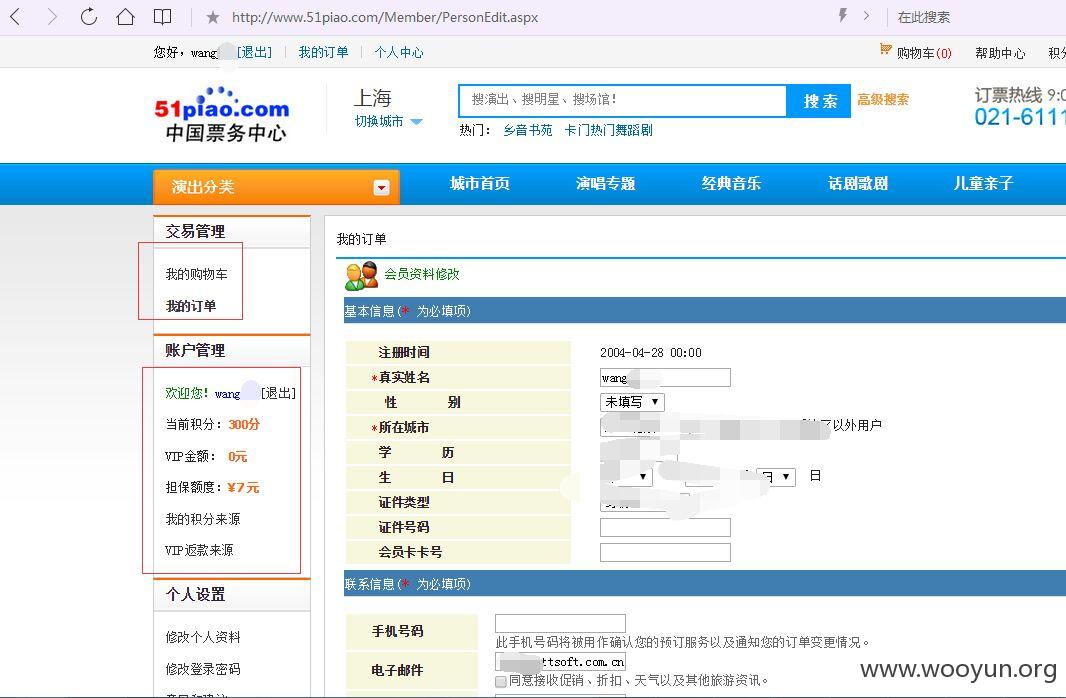 http://www.51piao.com/Member/PersonEdit.aspx
在此搜索
您好，wang [退出] 我的订单 个人中心
购物车(0) 帮助中心 积分
51piao.com
中国票务中心
上海
切换城市
搜演出、搜明星、搜场馆！
搜索
高级搜索
热门： 乡音书苑 卡门热门舞蹈剧
订票热线 9:0
021-6111
演出分类
城市首页 演唱专题 经典音乐 话剧歌剧 儿童亲子
交易管理
我的购物车
我的订单
账户管理
欢迎您！wang [退出]
当前积分：300分
VIP金额： 0元
担保额度：¥7元
我的积分来源
VIP返款来源
个人设置
修改个人资料
修改登录密码
我的订单
会员资料修改
基本信息(* 为必填项)
注册时间 2004-04-28 00:00
*真实姓名 wang
性 别 未填写
*所在城市 以外用户
学 历
生 日 日 日
证件类型
证件号码
会员卡卡号
联系信息(* 为必填项)
手机号码
此手机号码将被用作确认您的预订服务以及通知您的订单变更情况。
电子邮件 ttsoft.com.cn
同意接收促销、折扣、天气以及其他旅游资讯。
www.wooyun.org